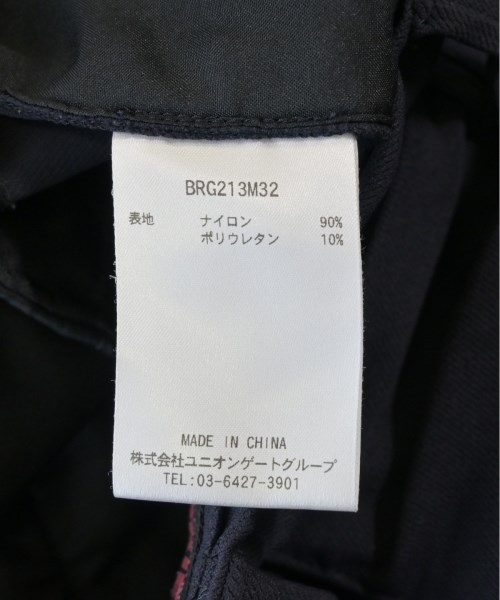 BRG213M32
表地 ナイロン 90%
ポリウレタン 10%
MADE IN CHINA
株式会社ユニオンゲートグループ
TEL:03-6427-3901